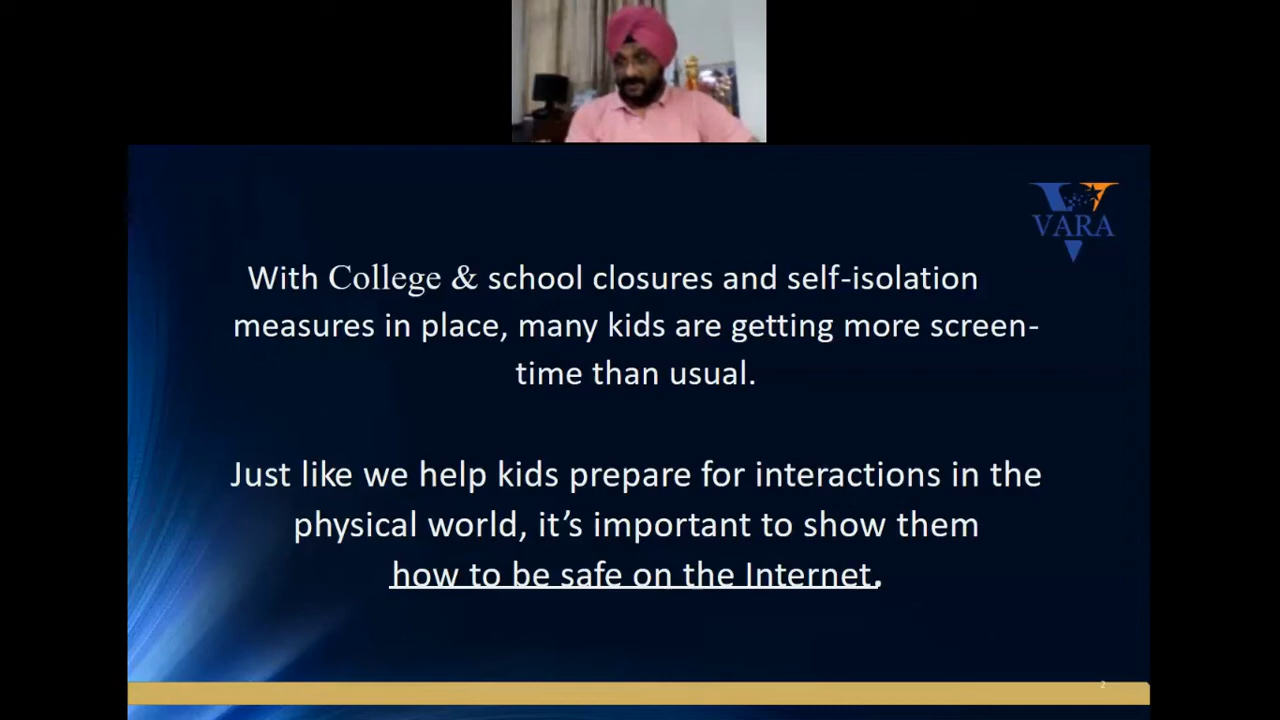 VARA
With College & school closures and self-isolation
measures in place, many kids are getting more screen-
time than usual.
Just like we help kids prepare for interactions in the
physical world, it’s important to show them
how to be safe on the Internet.
2